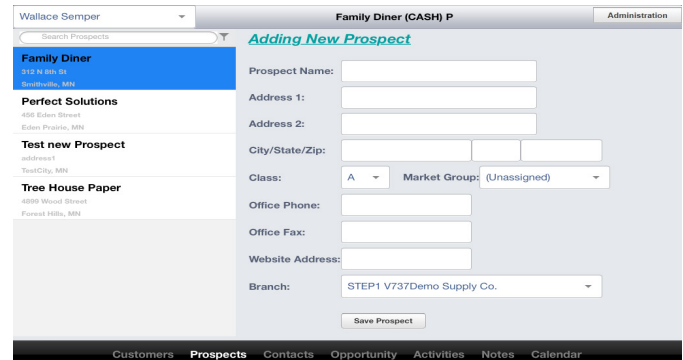 Wallace Semper
Family Diner (CASH) P
Administration
Search Prospects
Family Diner
312 N 8th St
Smithville, MN
Perfect Solutions
456 Eden Street
Eden Prairie, MN
Test new Prospect
address1
TestCity, MN
Tree House Paper
4899 Wood Street
Forest Hills, MN
Adding New Prospect
Prospect Name:
Address 1:
Address 2:
City/State/Zip:
Class: A Market Group: (Unassigned)
Office Phone:
Office Fax:
Website Address:
Branch: STEP1 V737Demo Supply Co.
Save Prospect
Customers Prospects Contacts Opportunity Activities Notes Calendar